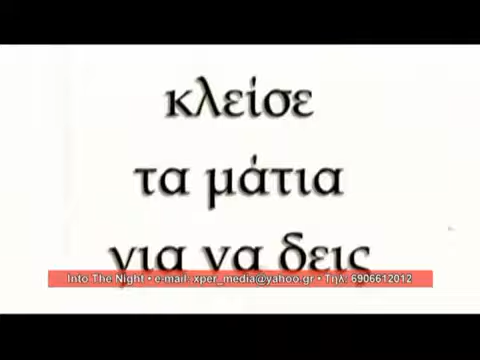 κλείσε
τα μάτια
για να δεις
Into The Night • e-mail: xper_media@yahoo.gr • Τηλ: 6906612012